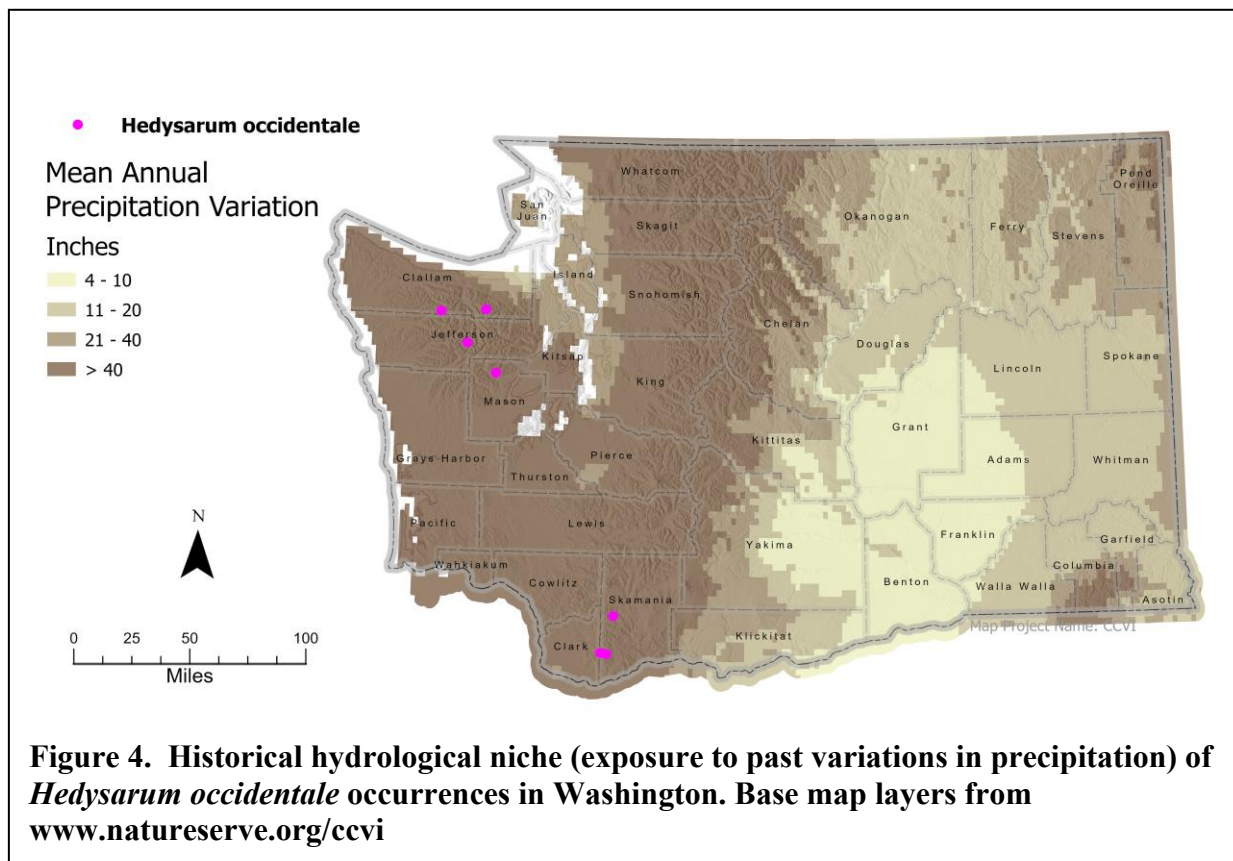 Hedysarum occidentale
Mean Annual
Precipitation Variation
Inches
4 - 10
11 - 20
21 - 40
> 40
N
0 25 50 100
Miles
Whatcom
San
Juan
Skagit
Island
Clallam
Snohomish
Jefferson
Kitsap
King
Mason
Grays Harbor
Thurston
Pierce
Pacific
Lewis
Wahkiakum
Cowlitz
Skamania
Clark
Okanogan
Ferry
Stevens
Pend
Oreille
Chelan
Douglas
Lincoln
Spokane
Kittitas
Grant
Adams
Whitman
Yakima
Franklin
Garfield
Benton
Walla Walla
Columbia
Asotin
Klickitat
Map Project Name: CCVI
Figure 4. Historical hydrological niche (exposure to past variations in precipitation) of
Hedysarum occidentale occurrences in Washington. Base map layers from
www.natureserve.org/ccvi